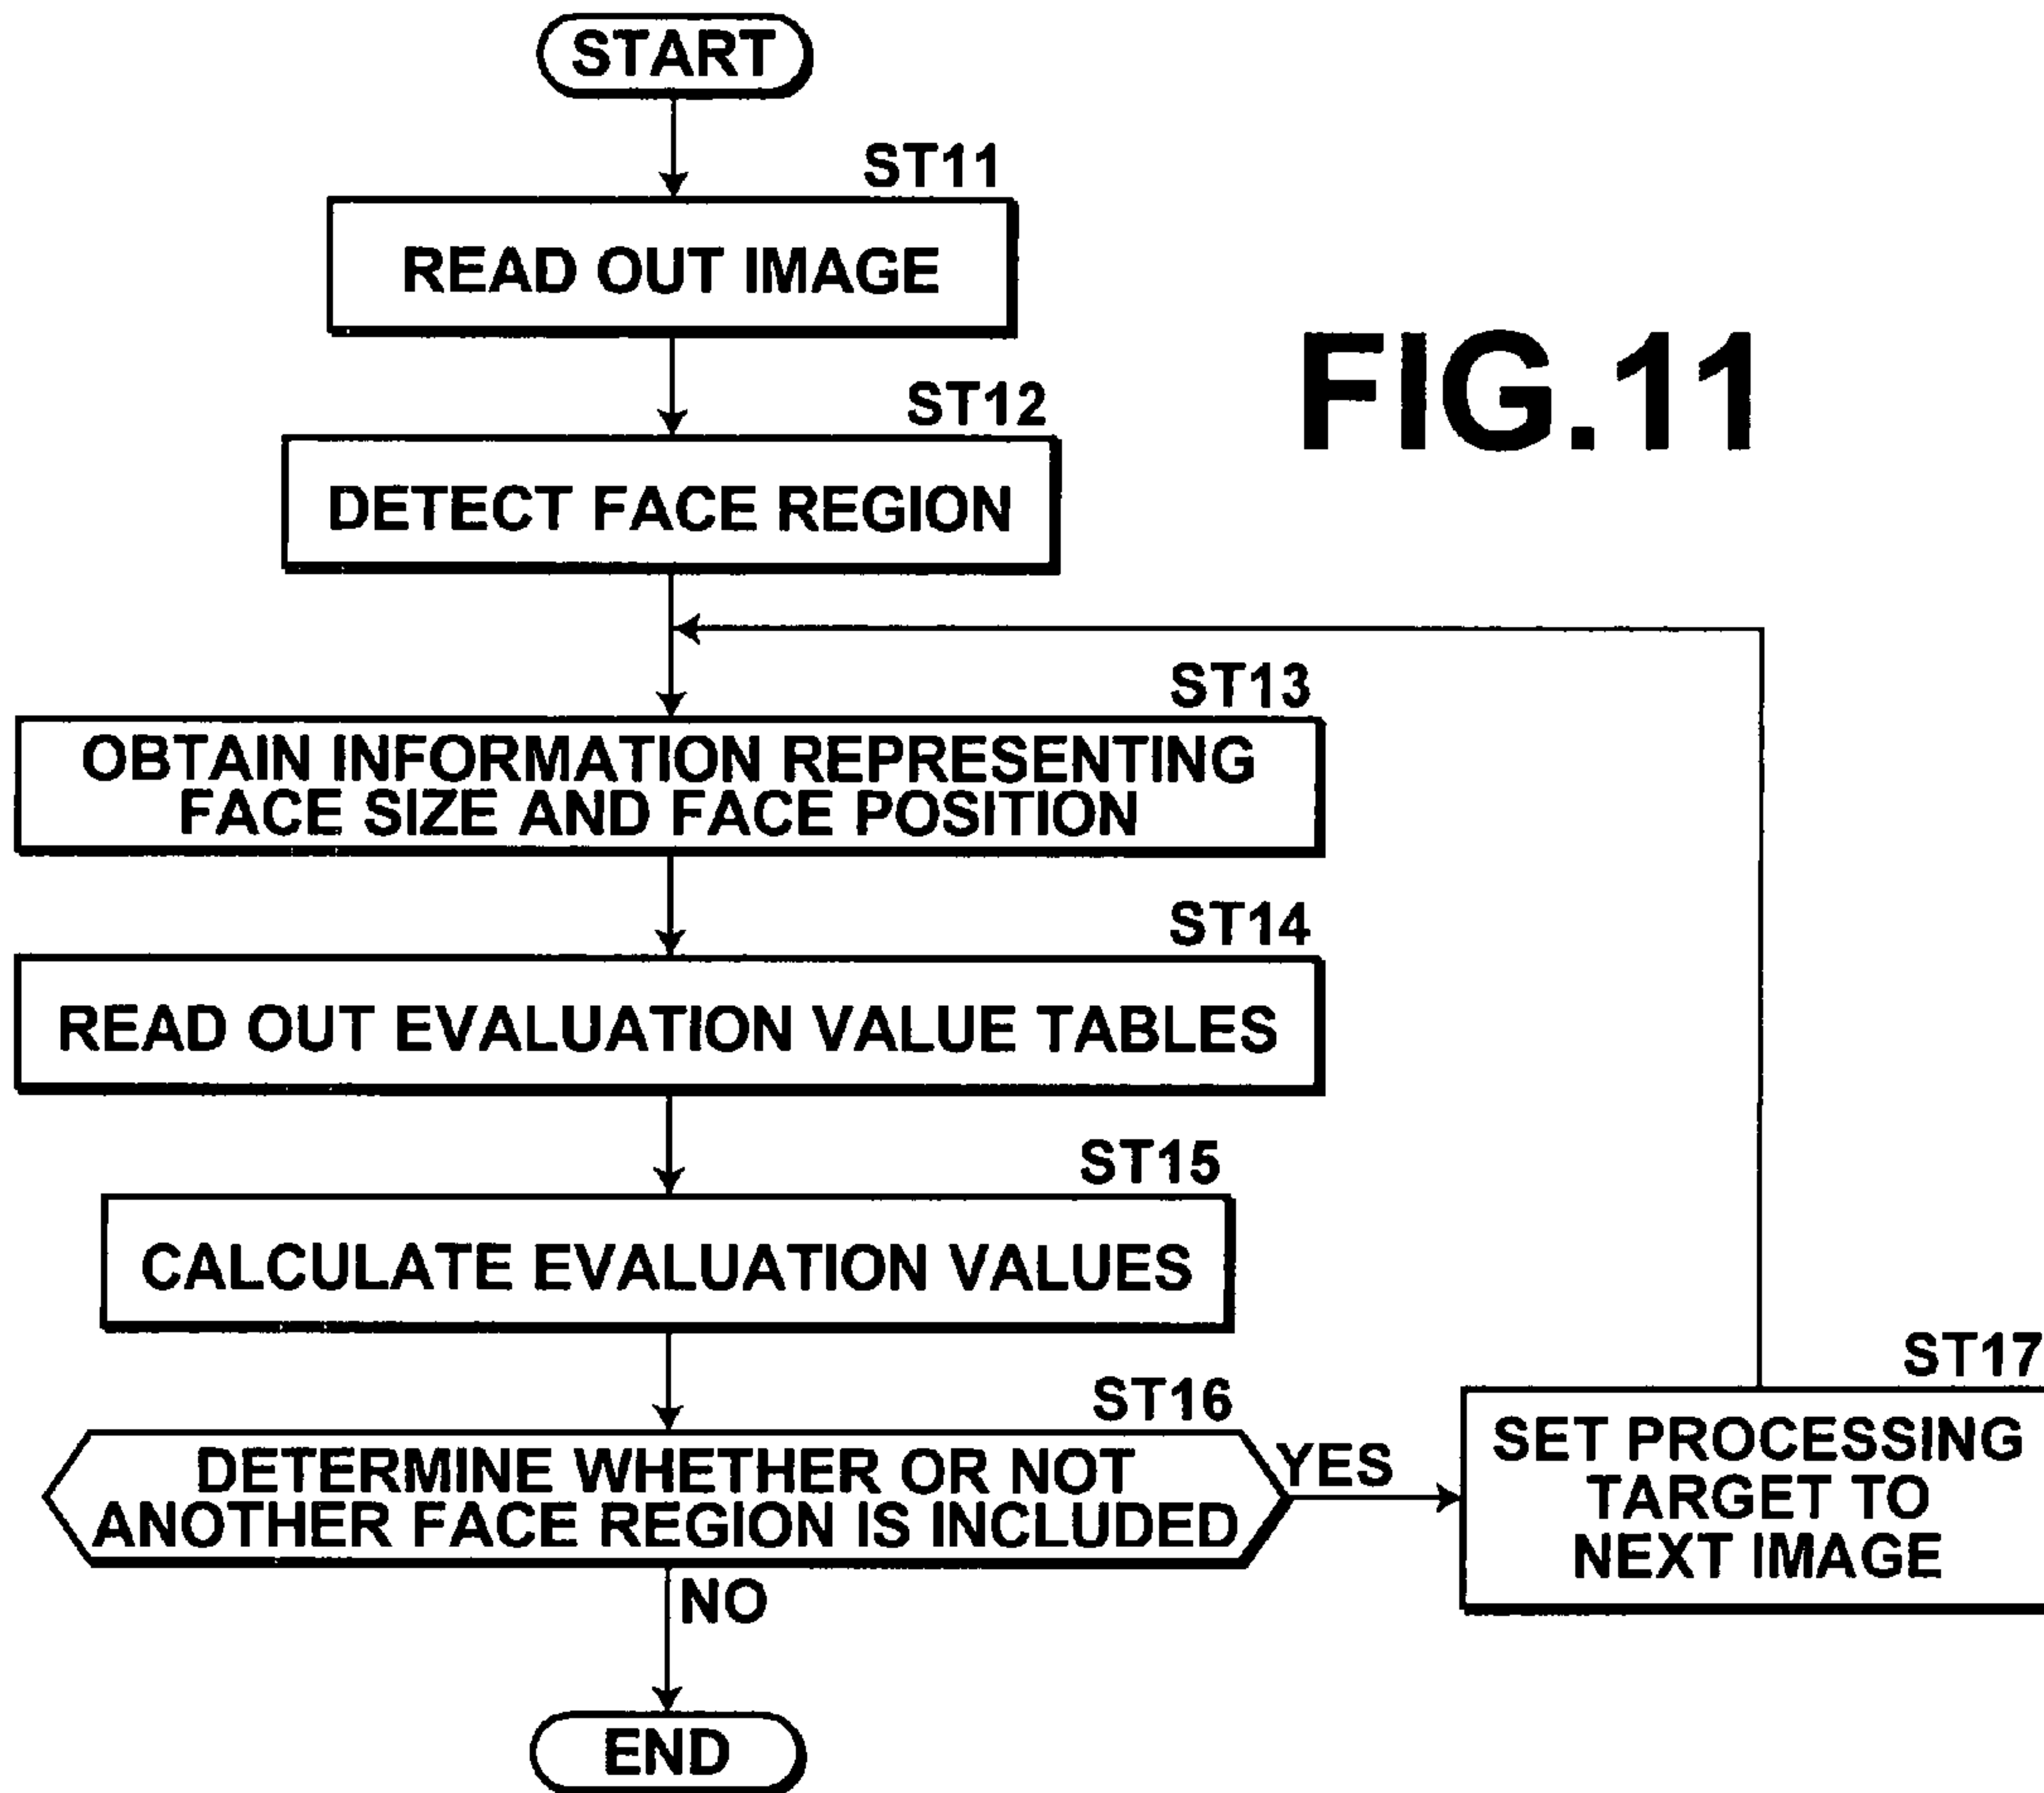 START
ST11
READ OUT IMAGE
FIG.11
ST12
DETECT FACE REGION
ST13
OBTAIN INFORMATION REPRESENTING
FACE SIZE AND FACE POSITION
ST14
READ OUT EVALUATION VALUE TABLES
ST15
CALCULATE EVALUATION VALUES
ST16
DETERMINE WHETHER OR NOT
ANOTHER FACE REGION IS INCLUDED
YES
ST17
SET PROCESSING
TARGET TO
NEXT IMAGE
NO
END